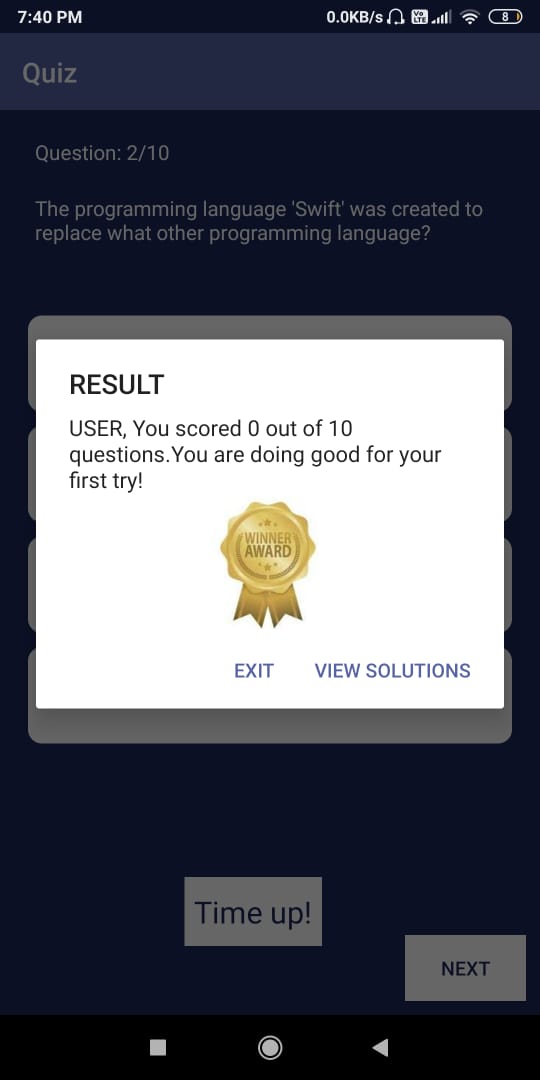 7:40 PM
0.0KB/s
Vo
LTE
8
Quiz
Question: 2/10
The programming language 'Swift' was created to
replace what other programming language?
RESULT
USER, You scored 0 out of 10
questions.You are doing good for your
first try!
WINNER
AWARD
EXIT
VIEW SOLUTIONS
Time up!
NEXT